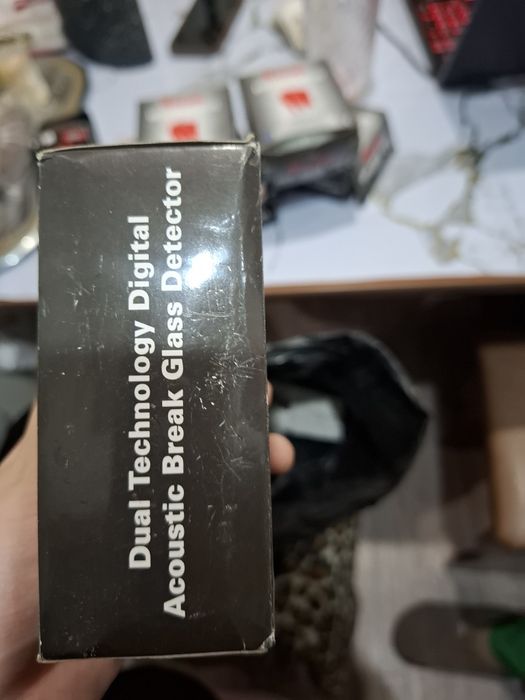 Dual Technology Digital
Acoustic Break Glass Detector